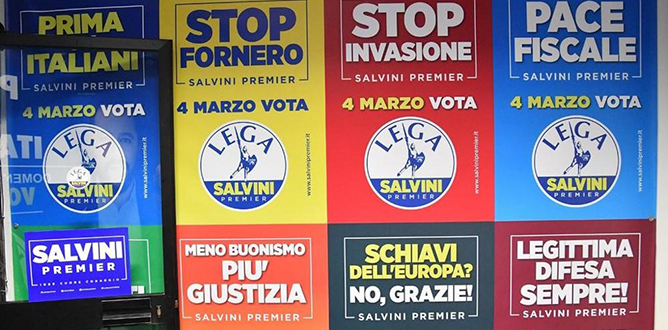 PRIMA
ITALIANI
SALVINI PREMIER
4 MARZO VOTA
LEGA
SALVINI
PREMIER
www.salvinipremier.it
SALVINI
PREMIER
STOP
FORNERO
SALVINI PREMIER
4 MARZO VOTA
LEGA
SALVINI
PREMIER
www.salvinipremier.it
MENO BUONISMO
PIU'
GIUSTIZIA
SALVINI PREMIER
STOP
INVASIONE
SALVINI PREMIER
4 MARZO VOTA
LEGA
SALVINI
PREMIER
www.salvinipremier.it
SCHIAVI
DELL'EUROPA?
NO, GRAZIE!
SALVINI PREMIER
PACE
FISCALE
SALVINI PREMIER
4 MARZO VOTA
LEGA
SALVINI
PREMIER
www.salvinipremier.it
LEGITTIMA
DIFESA
SEMPRE!
SALVINI PREMIER